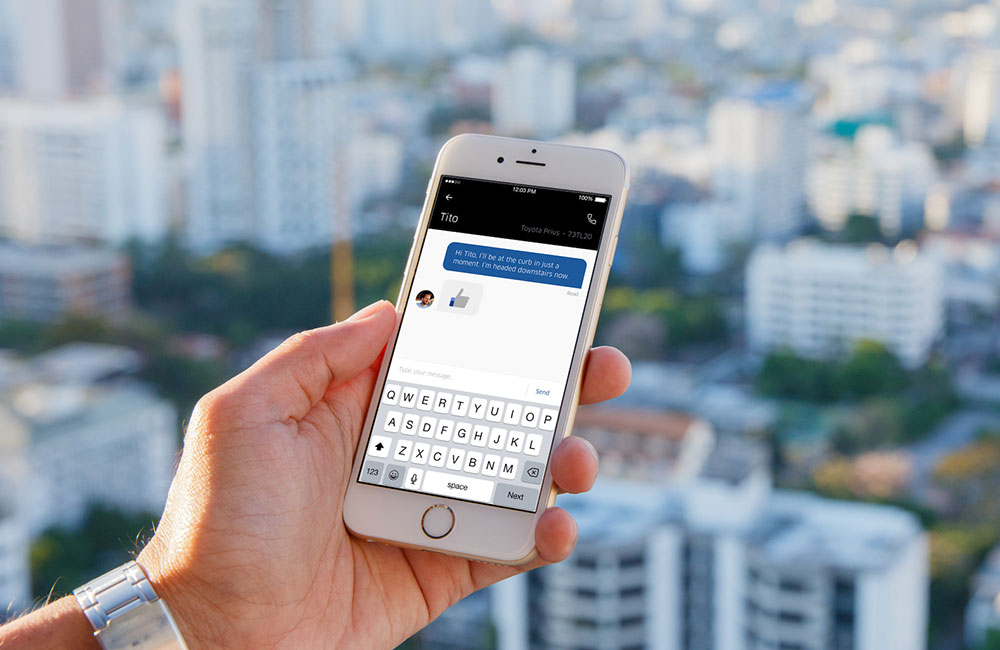 12:03 PM 100%
Tito
Toyota Prius • 73TL20
Hi Tito, I'll be at the curb in just a
moment. I'm headed downstairs now.
Read
Type your message...
Send
Q W E R T Y U I O P
A S D F G H J K L
Z X C V B N M
123 space Next